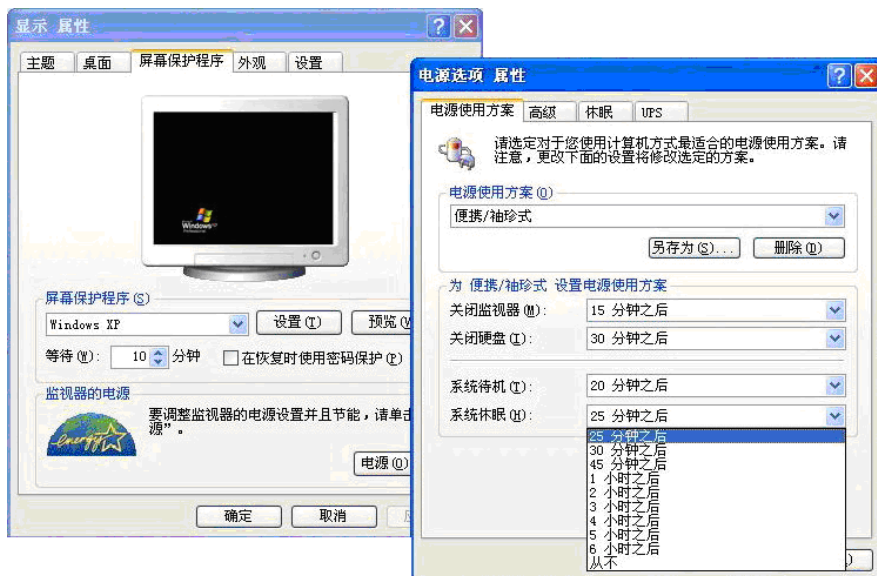 显示 属性
主题 桌面 屏幕保护程序 外观 设置
Windows
屏幕保护程序(S)
Windows XP 设置(T) 预览(V
等待(W): 10 分钟 在恢复时使用密码保护(P)
监视器的电源
energy
要调整监视器的电源设置并且节能，请单击
源”。
电源(O)
确定 取消
电源选项 属性
电源使用方案 高级 休眠 UPS
请选定对于您使用计算机方式最适合的电源使用方案。请
注意，更改下面的设置将修改选定的方案。
电源使用方案(O)
便携/袖珍式
另存为(S)... 删除(D)
为 便携/袖珍式 设置电源使用方案
关闭监视器(M): 15 分钟之后
关闭硬盘(I): 30 分钟之后
系统待机(T): 20 分钟之后
系统休眠(H): 25 分钟之后
25 分钟之后
30 分钟之后
45 分钟之后
1 小时之后
2 小时之后
3 小时之后
4 小时之后
5 小时之后
6 小时之后
从不